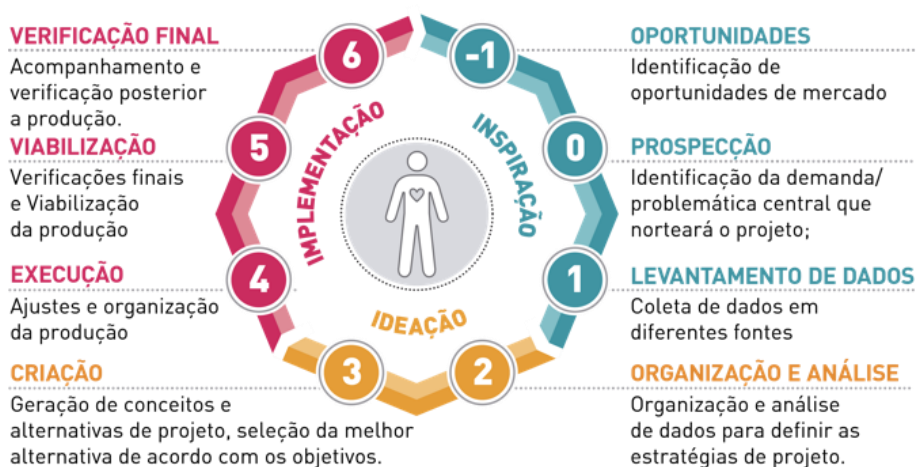 VERIFICAÇÃO FINAL
Acompanhamento e
verificação posterior
a produção.
VIABILIZAÇÃO
Verificações finais
e Viabilização
da produção
EXECUÇÃO
Ajustes e organização
da produção
CRIAÇÃO
Geração de conceitos e
alternativas de projeto, seleção da melhor
alternativa de acordo com os objetivos.
6
5
4
3
IMPLEMENTAÇÃO
INSPIRAÇÃO
IDEAÇÃO
-1
0
1
2
OPORTUNIDADES
Identificação de
oportunidades de mercado
PROSPECÇÃO
Identificação da demanda/
problemática central que
norteará o projeto;
LEVANTAMENTO DE DADOS
Coleta de dados em
diferentes fontes
ORGANIZAÇÃO E ANÁLISE
Organização e análise
de dados para definir as
estratégias de projeto.